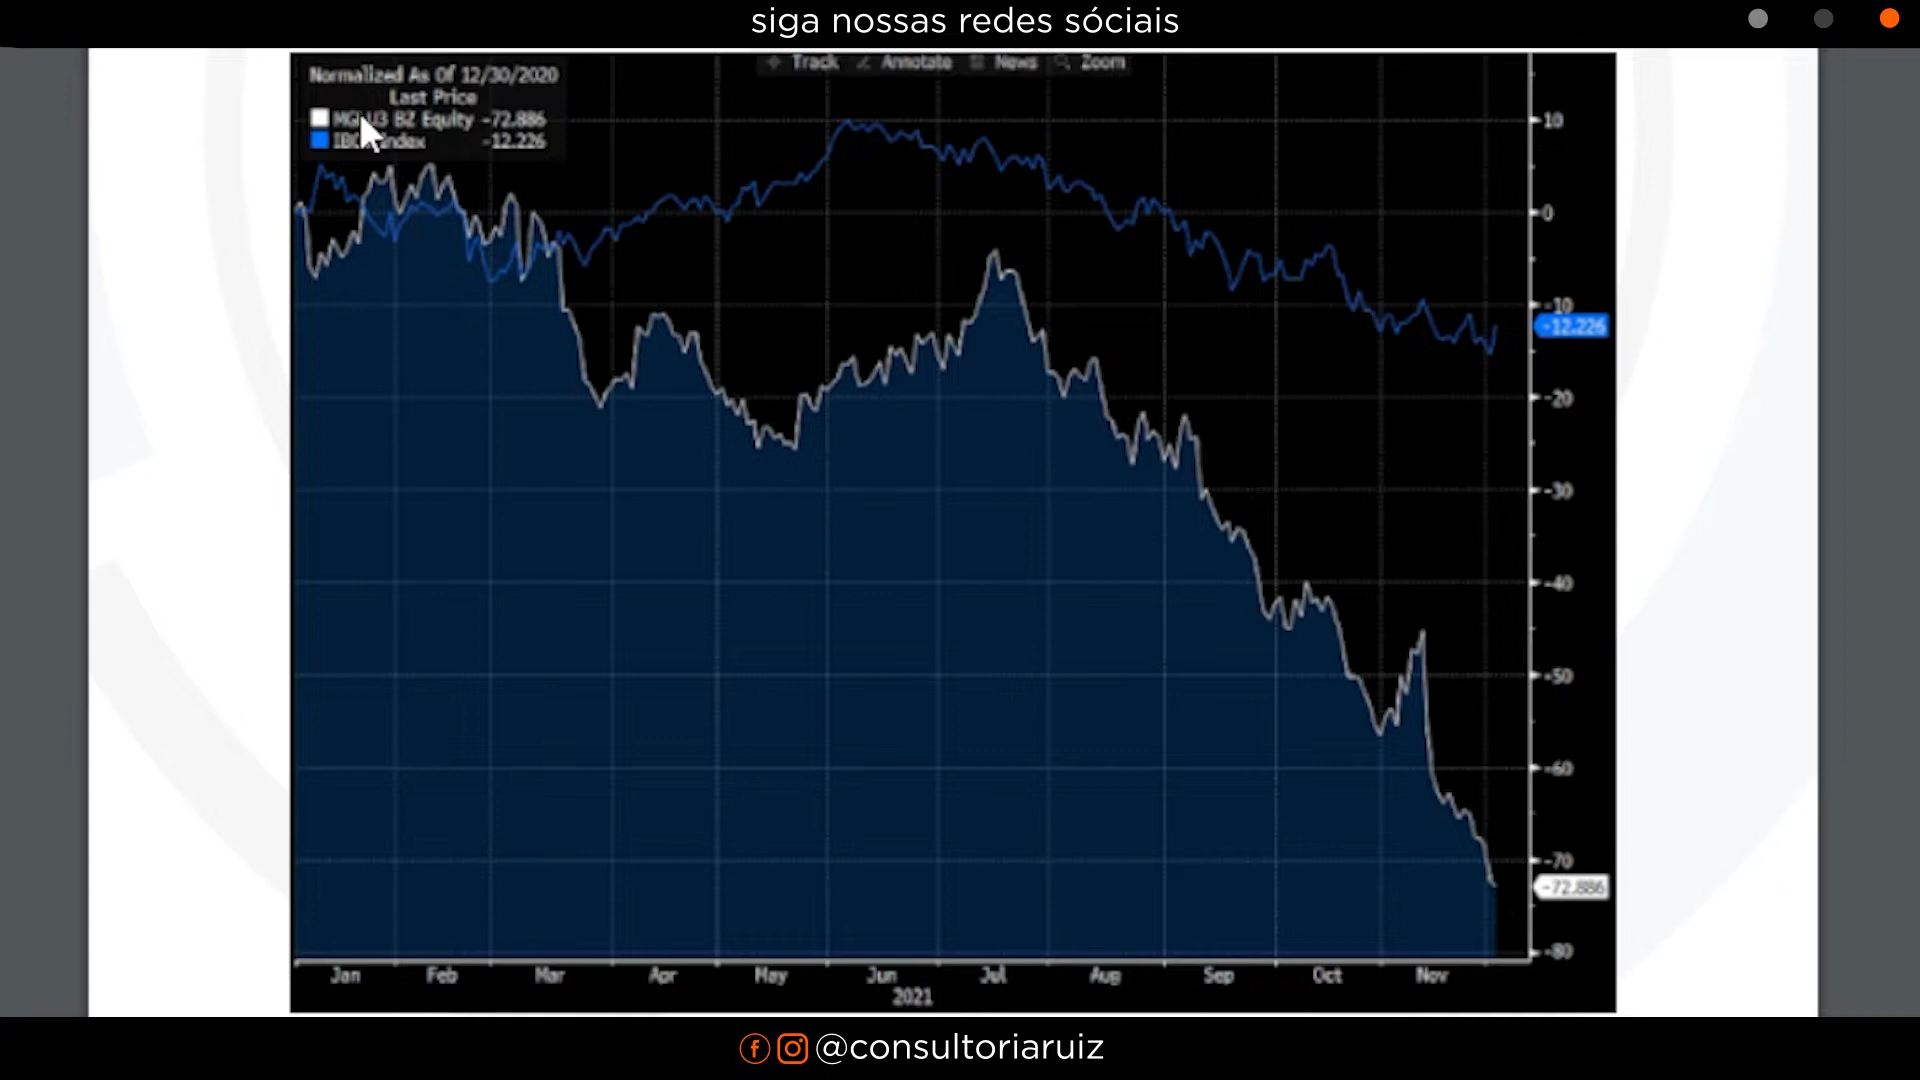 siga nossas redes sóciais
Track Annotate News Zoom
Normalized As Of 12/30/2020
Last Price
BZ Equity -72.886
-12.226
10
0
-10
-12.226
-20
-30
-40
-50
-60
-70
-72.886
-80
Jan Feb Mar Apr May Jun Jul Aug Sep Oct Nov
2021
@consultoriaruiz